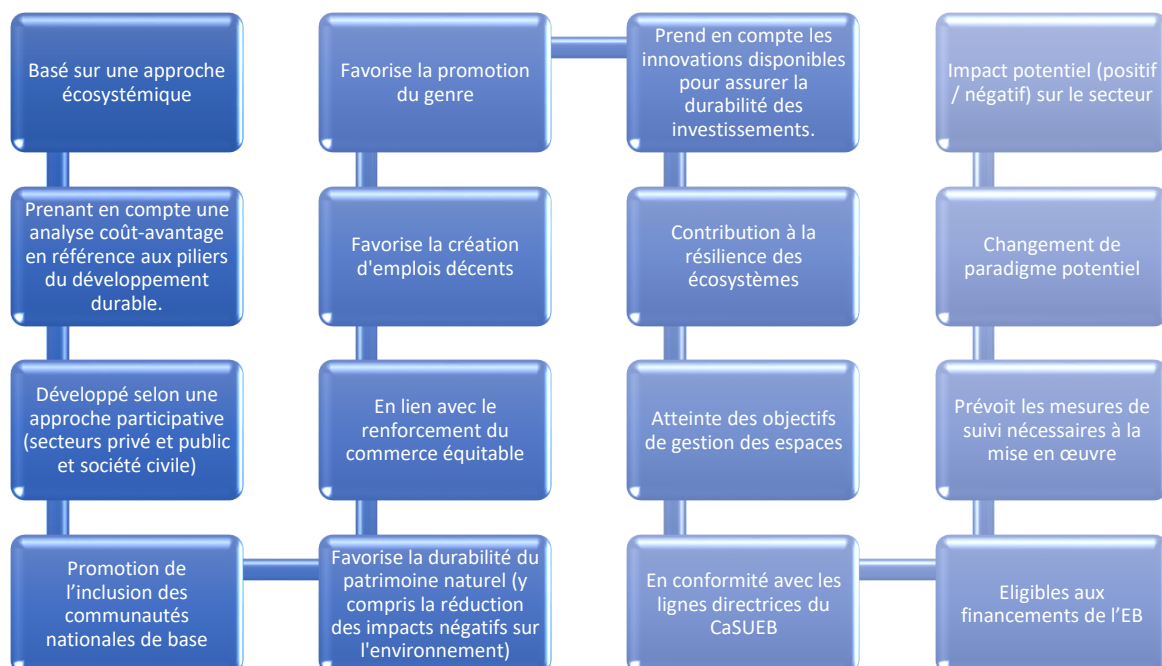 Basé sur une approche
écosystémique
Prenant en compte une
analyse coût-avantage
en référence aux piliers
du développement
durable.
Développé selon une
approche participative
(secteurs privé et public
et société civile)
Promotion de
l’inclusion des
communautés
nationales de base
Favorise la durabilité du
patrimoine naturel (y
compris la réduction
des impacts négatifs sur
l'environnement)
En lien avec le
renforcement du
commerce équitable
Favorise la création
d'emplois décents
Favorise la promotion
du genre
Prend en compte les
innovations disponibles
pour assurer la
durabilité des
investissements.
Contribution à la
résilience des
écosystèmes
Atteinte des objectifs
de gestion des espaces
En conformité avec les
lignes directrices du
CaSUEB
Eligibles aux
financements de l’EB
Prévoit les mesures de
suivi nécessaires à la
mise en œuvre
Changement de
paradigme potentiel
Impact potentiel (positif
/ négatif) sur le secteur